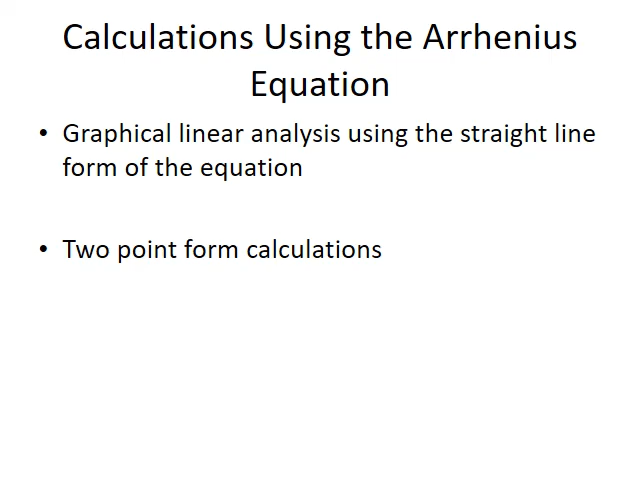 Calculations Using the Arrhenius
Equation
• Graphical linear analysis using the straight line
form of the equation
• Two point form calculations